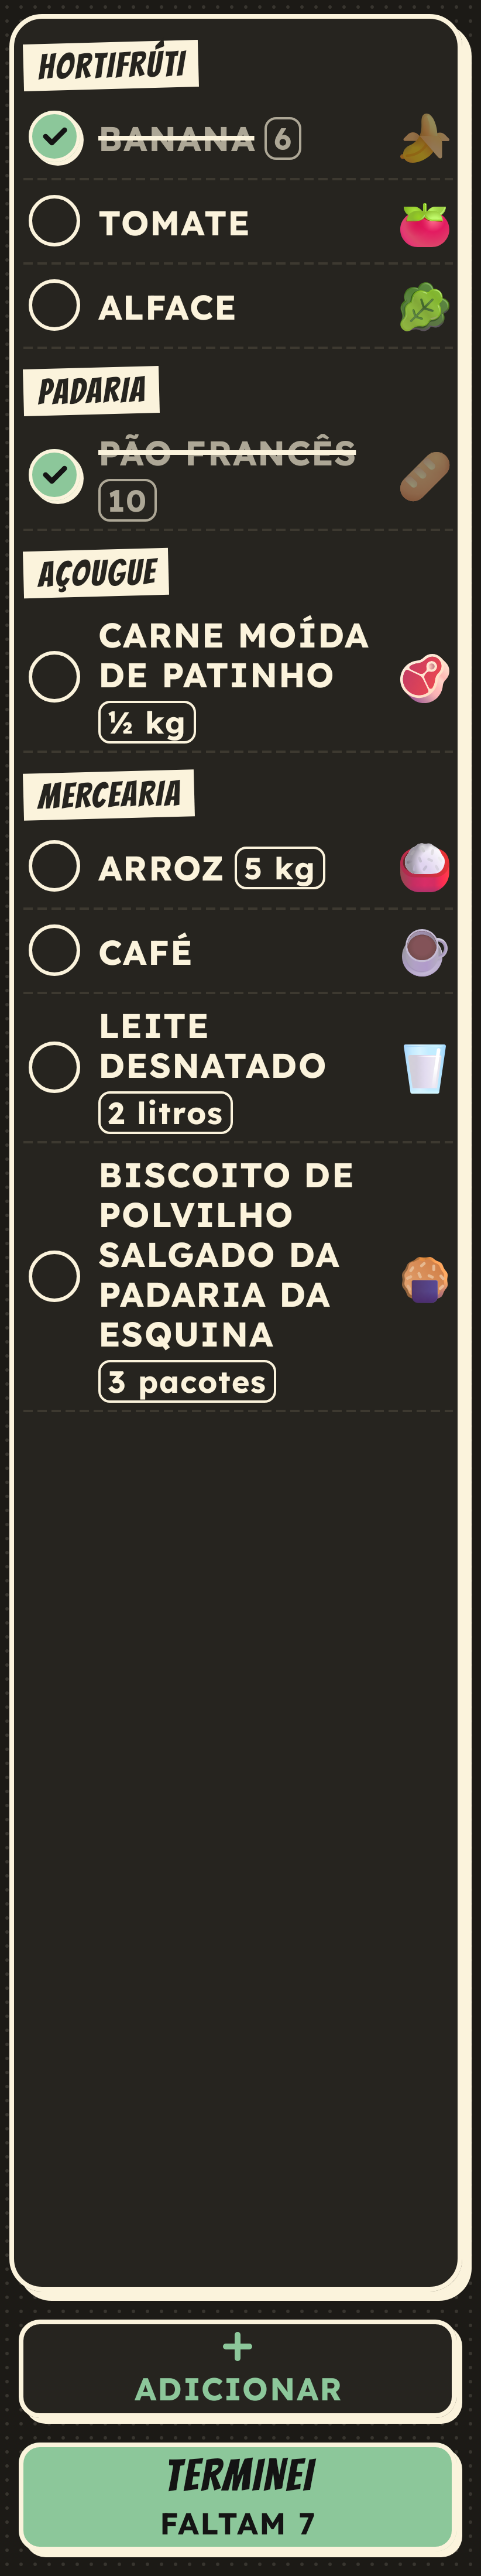 HORTIFRÚTI
BANANA 6
TOMATE
ALFACE
PADARIA
PÃO FRANCÊS
10
AÇOUGUE
CARNE MOÍDA
DE PATINHO
½ kg
MERCEARIA
ARROZ 5 kg
CAFÉ
LEITE
DESNATADO
2 litros
BISCOITO DE
POLVILHO
SALGADO DA
PADARIA DA
ESQUINA
3 pacotes
+
ADICIONAR
TERMINEI
FALTAM 7